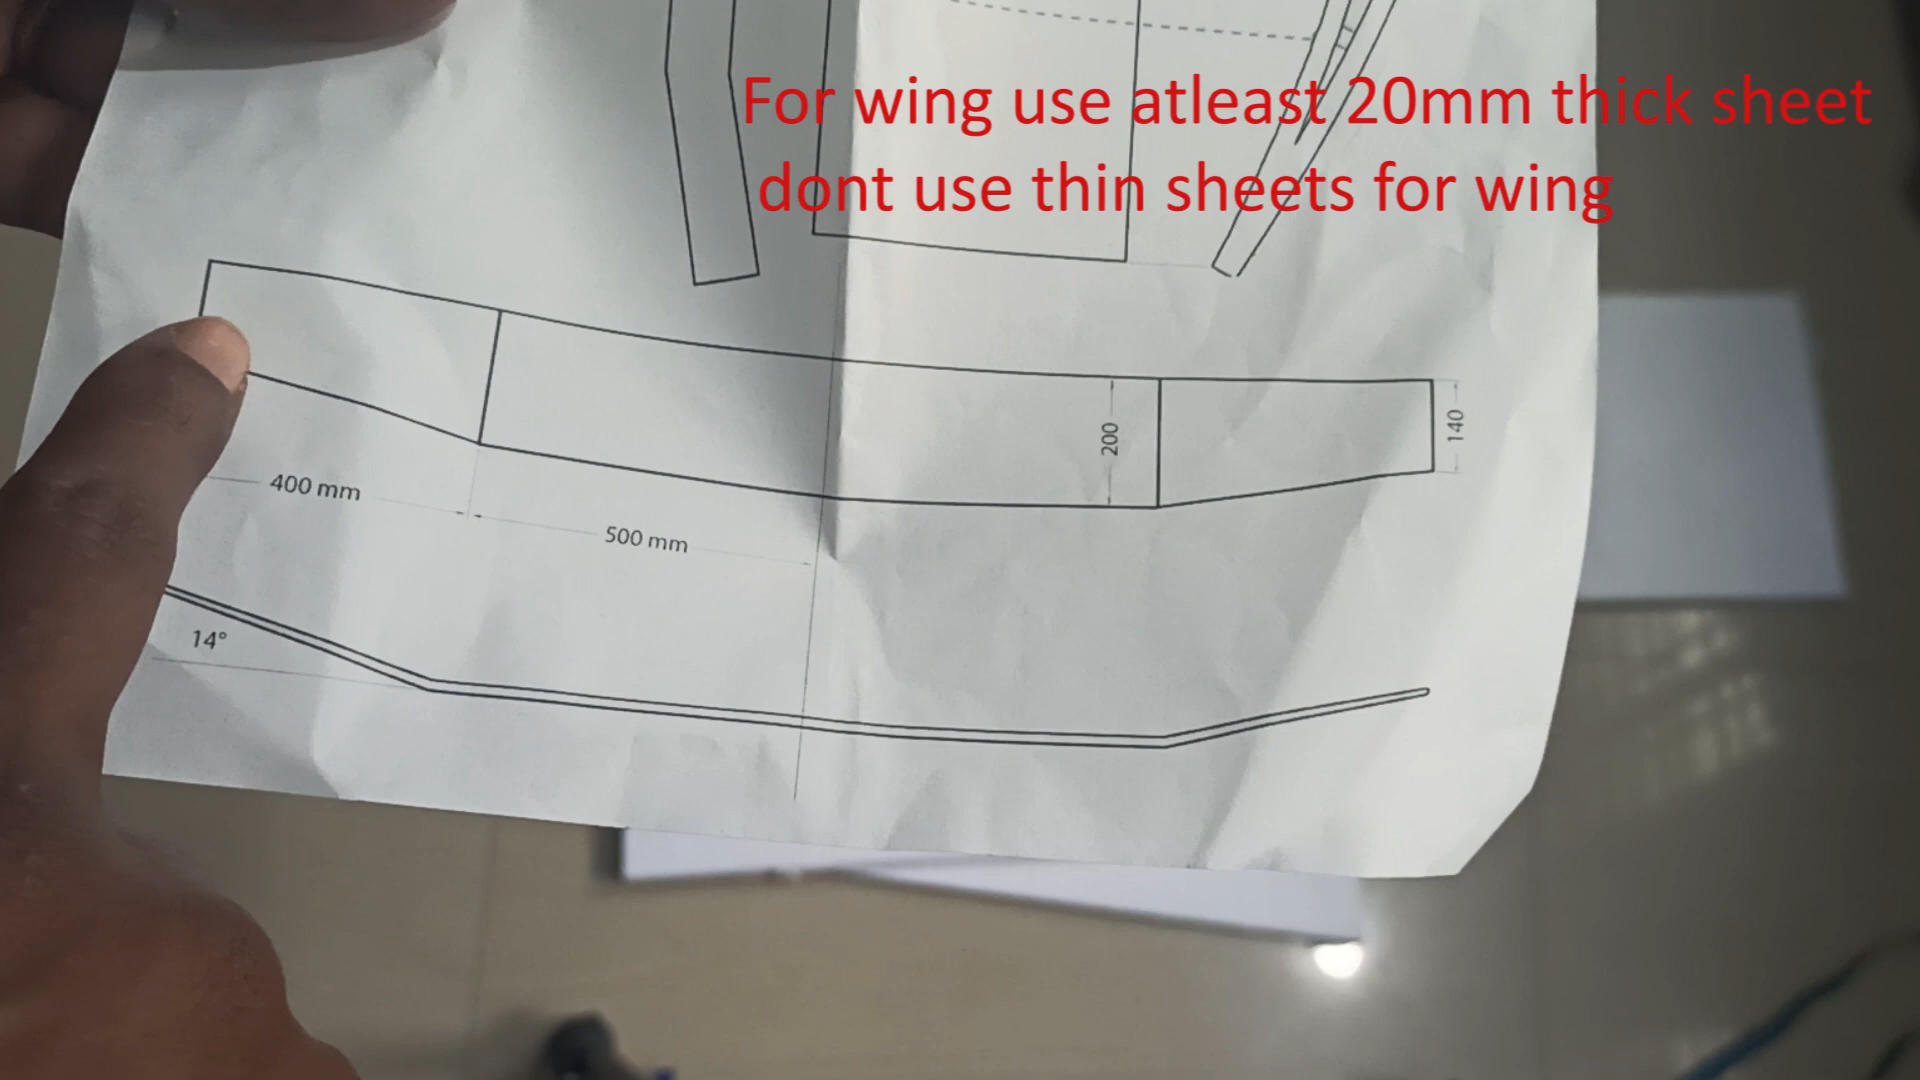 For wing use atleast 20mm thick sheet
dont use thin sheets for wing
200
140
400 mm
500 mm
14°